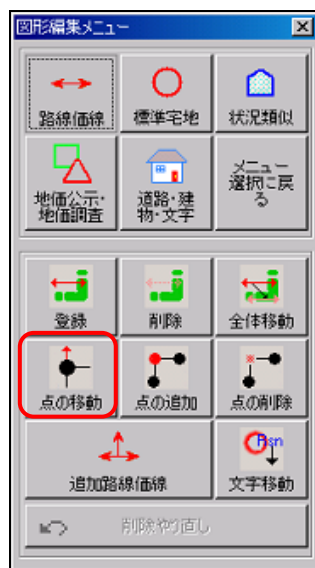 図形編集メニュー
路線価線
標準宅地
状況類似
地価公示・
地価調査
道路・建
物・文字
メニュー
選択に戻
る
登録
削除
全体移動
点の移動
点の追加
点の削除
追加路線価線
Rsn
文字移動
削除やり直し